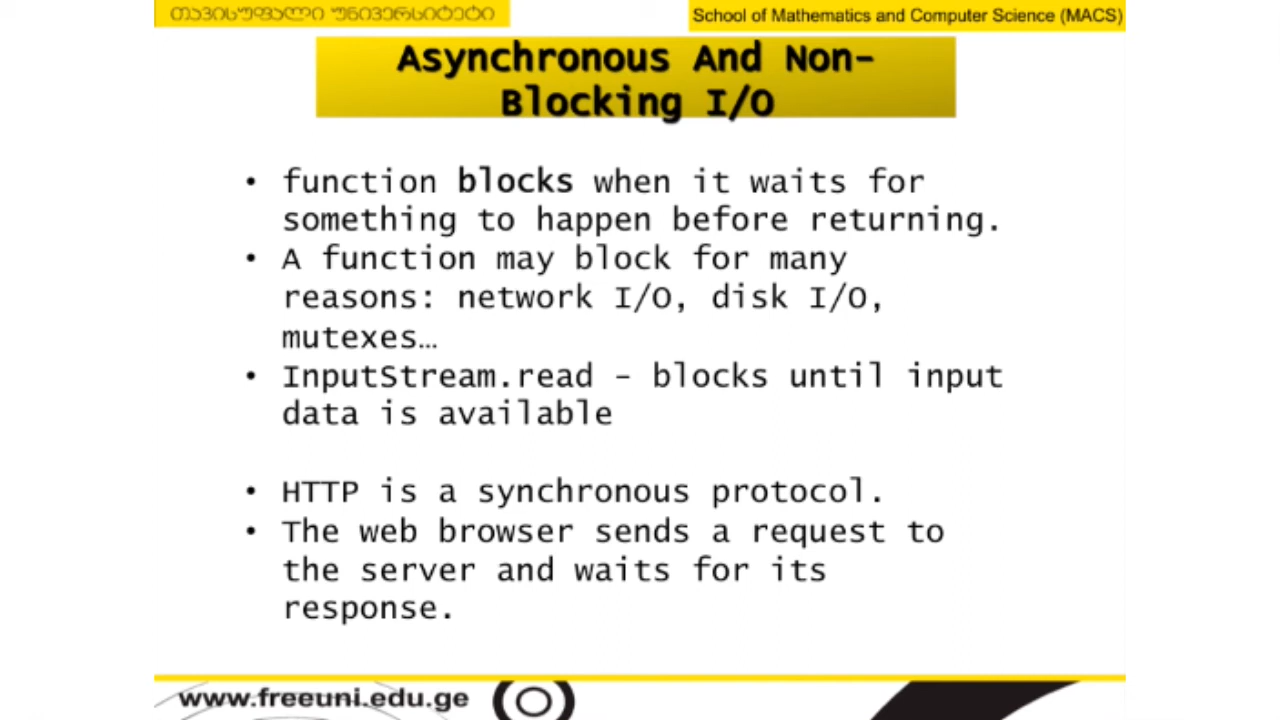 თავისუფალი უნივერსიტეტი
School of Mathematics and Computer Science (MACS)
Asynchronous And Non-
Blocking I/O
• function blocks when it waits for
something to happen before returning.
• A function may block for many
reasons: network I/O, disk I/O,
mutexes…
• InputStream.read – blocks until input
data is available
• HTTP is a synchronous protocol.
• The web browser sends a request to
the server and waits for its
response.
www.freeuni.edu.ge